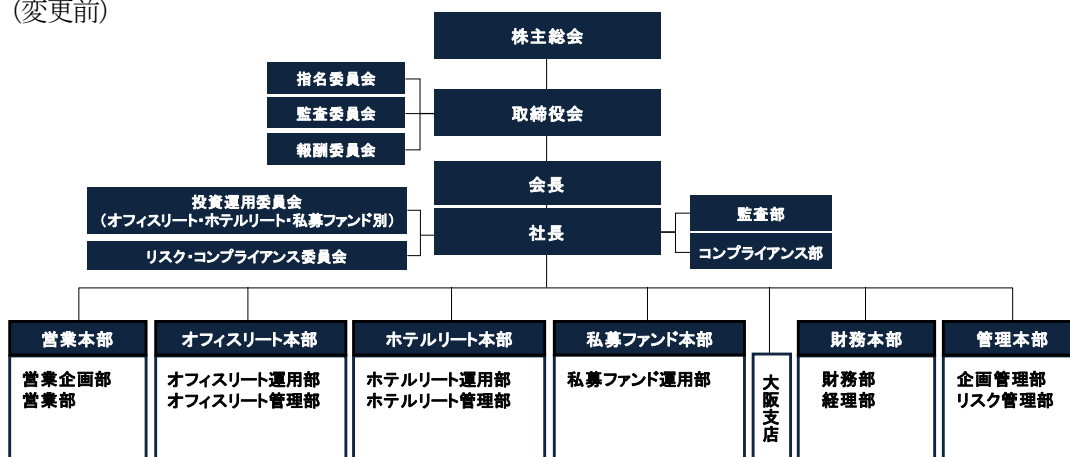 (変更前)
株主総会
指名委員会
監査委員会
報酬委員会
取締役会
会長
投資運用委員会
(オフィスリート・ホテルリート・私募ファンド別)
リスク・コンプライアンス委員会
社長
監査部
コンプライアンス部
営業本部
営業企画部
営業部
オフィスリート本部
オフィスリート運用部
オフィスリート管理部
ホテルリート本部
ホテルリート運用部
ホテルリート管理部
私募ファンド本部
私募ファンド運用部
大阪支店
財務本部
財務部
経理部
管理本部
企画管理部
リスク管理部